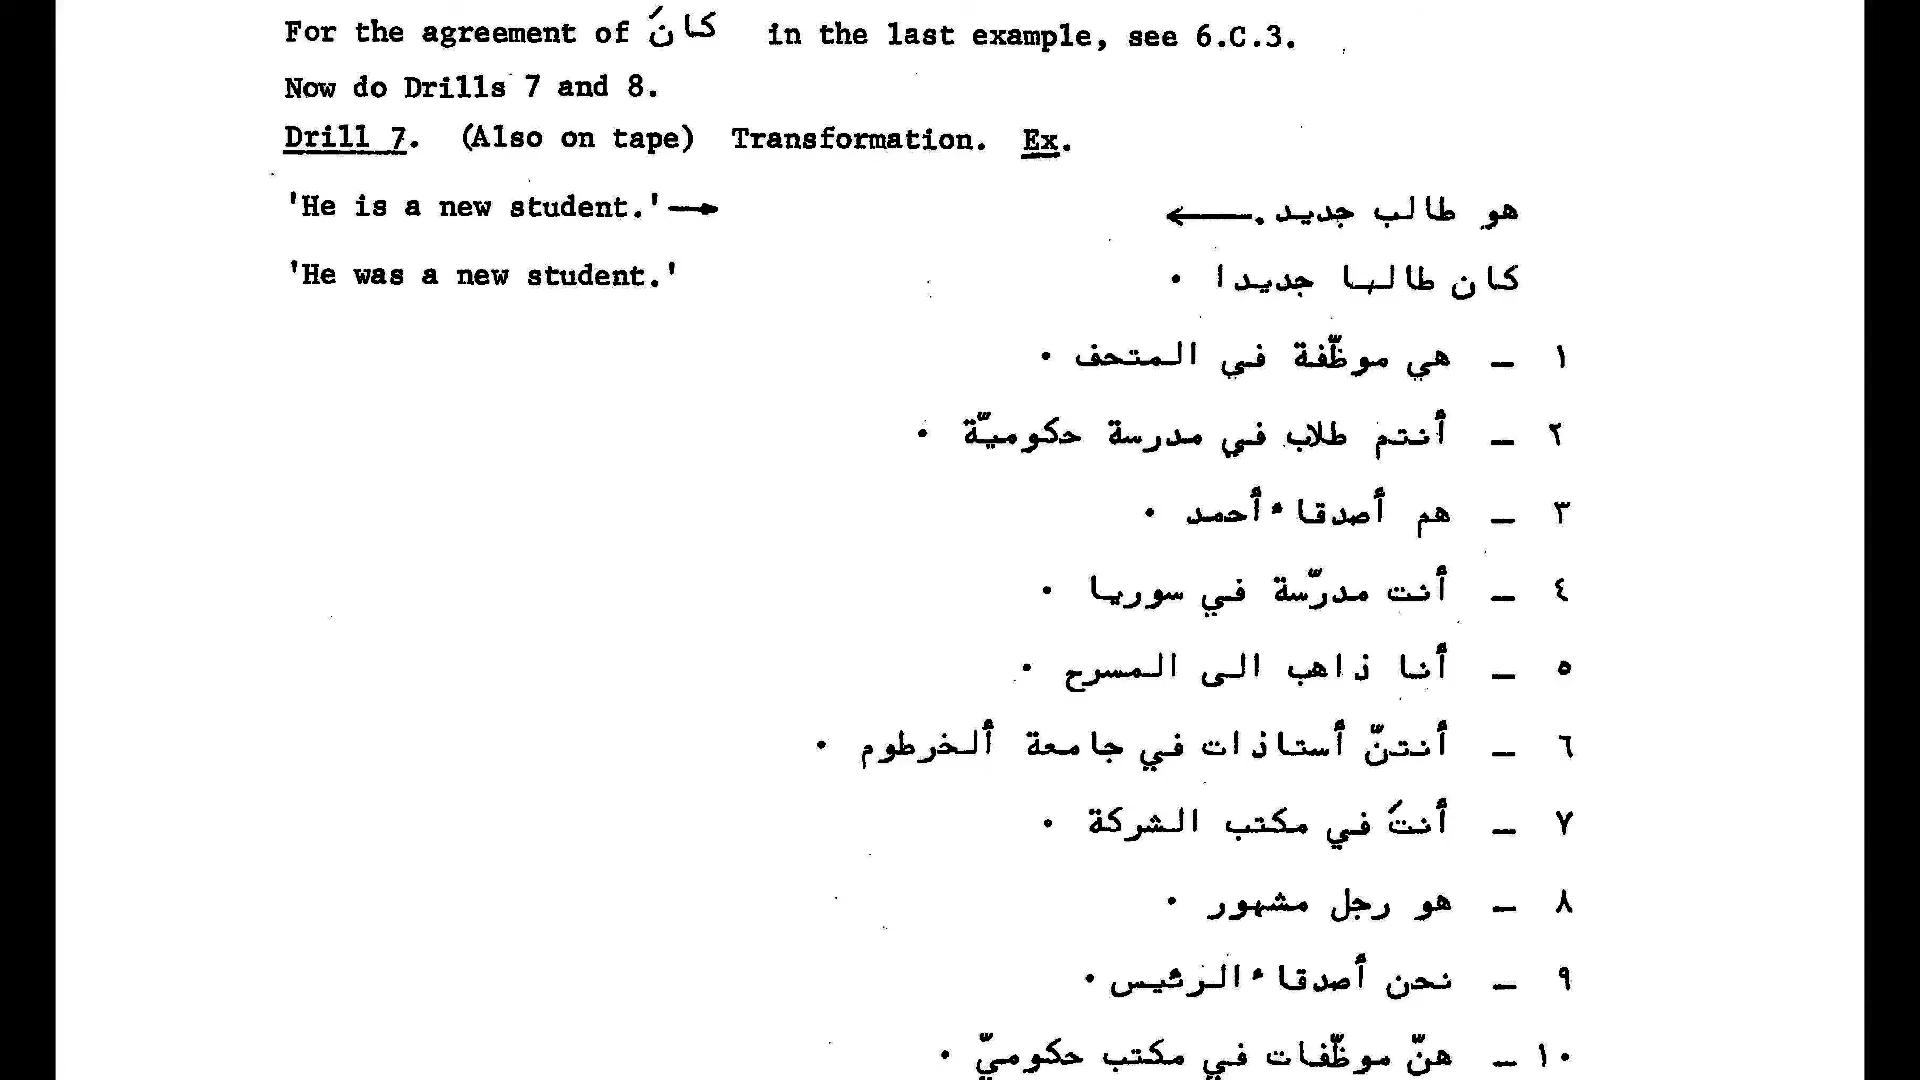 For the agreement of كانَ in the last example, see 6.C.3.
Now do Drills 7 and 8.
Drill 7. (Also on tape) Transformation. Ex.
'He is a new student.' → هو طالب جديد. ←
'He was a new student.' كان طالبا جديدا .
١ – هي موظّفة في المتحف .
٢ – أنتم طلاب في مدرسة حكوميّة .
٣ – هم أصدقاء أحمد .
٤ – أنت مدرّسة في سوريا .
٥ – أنا ذاهب الى المسرح .
٦ – أنتنّ أستاذات في جامعة ألخرطوم .
٧ – أنتَ في مكتب الشركة .
٨ – هو رجل مشهور .
٩ – نحن أصدقاء الرئيس .
١٠ – هنّ موظّفات في مكتب حكوميّ .